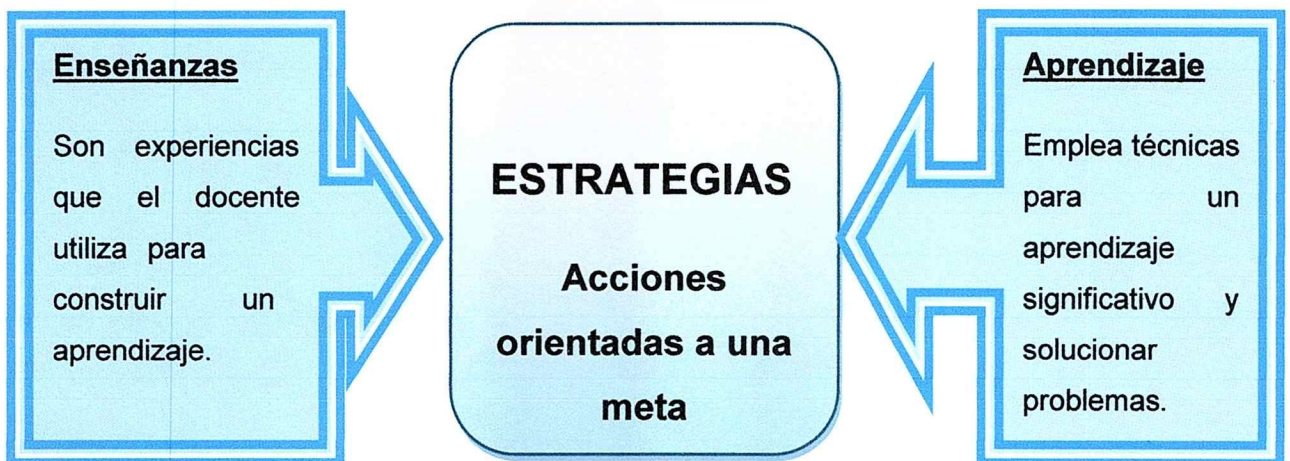 Enseñanzas
Son experiencias
que el docente
utiliza para
construir un
aprendizaje.
ESTRATEGIAS
Acciones
orientadas a una
meta
Aprendizaje
Emplea técnicas
para un
aprendizaje
significativo y
solucionar
problemas.